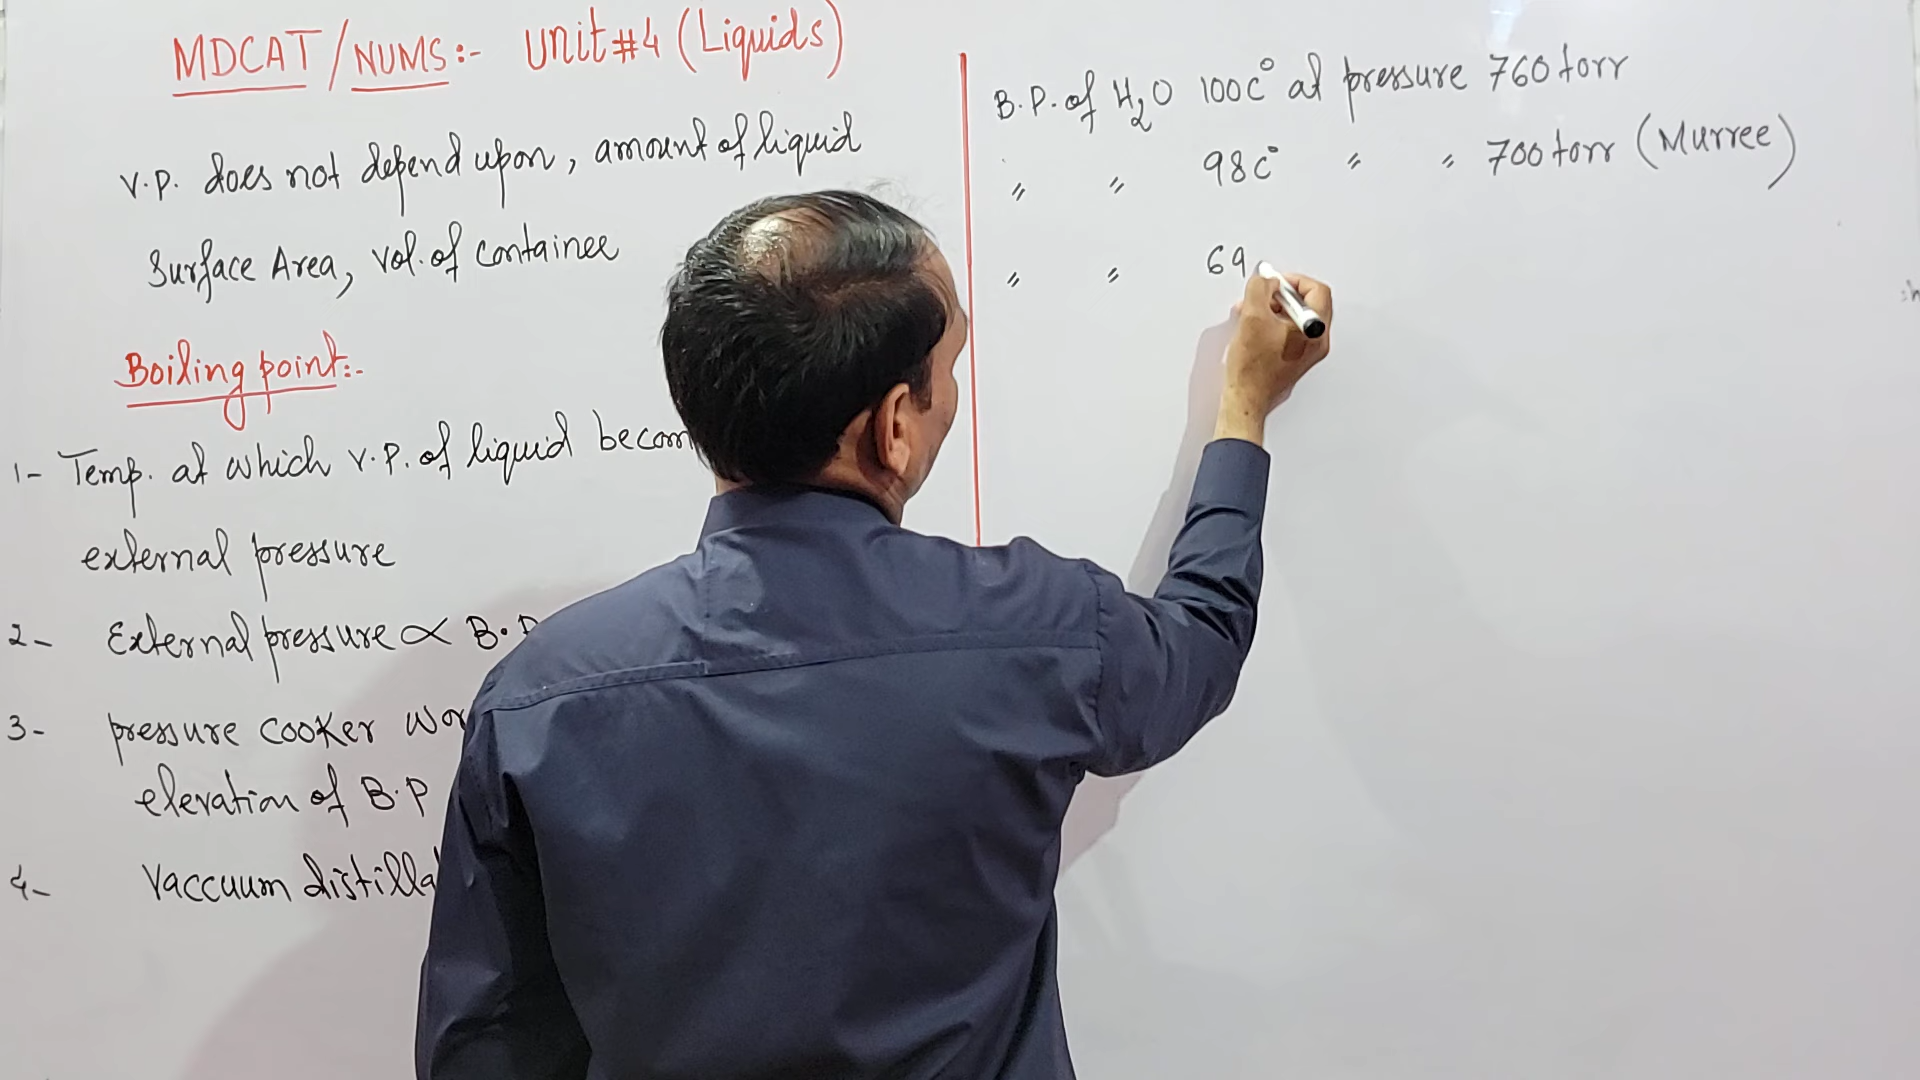 MDCAT/NUMS:- Unit#4 (Liquids)
V.P. does not depend upon, amount of liquid
Surface Area, Vol. of container
Boiling point:-
1- Temp. at which V.P. of liquid becom
external pressure
2- External pressure ∝ B.P
3- pressure cooker wor
elevation of B.P
4- Vaccuum distilla
B.P. of H₂O 100C° at pressure 760 torr
〃 〃 98C° 〃 〃 700 torr (Murree)
〃 〃 69